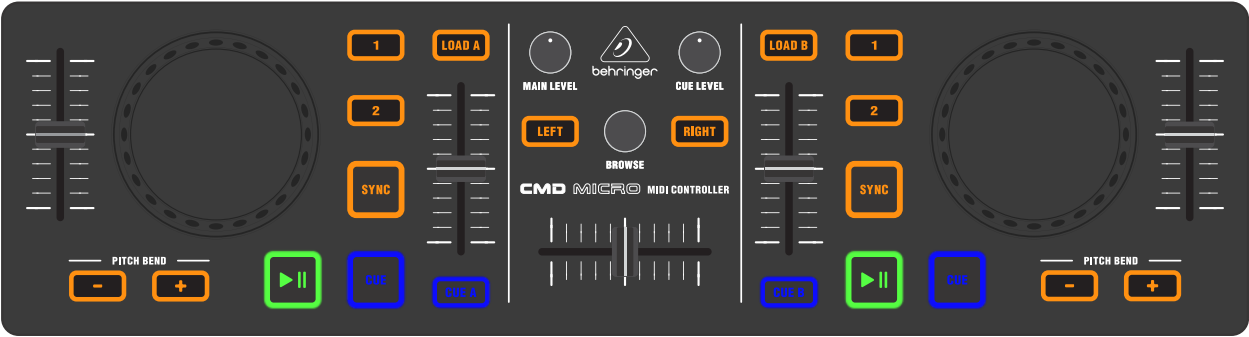 1
LOAD A
2
SYNC
PITCH BEND
-
+
CUE
CUE A
MAIN LEVEL
behringer
CUE LEVEL
LEFT
RIGHT
BROWSE
CMD MICRO MIDI CONTROLLER
LOAD B
1
2
SYNC
CUE B
CUE
PITCH BEND
-
+